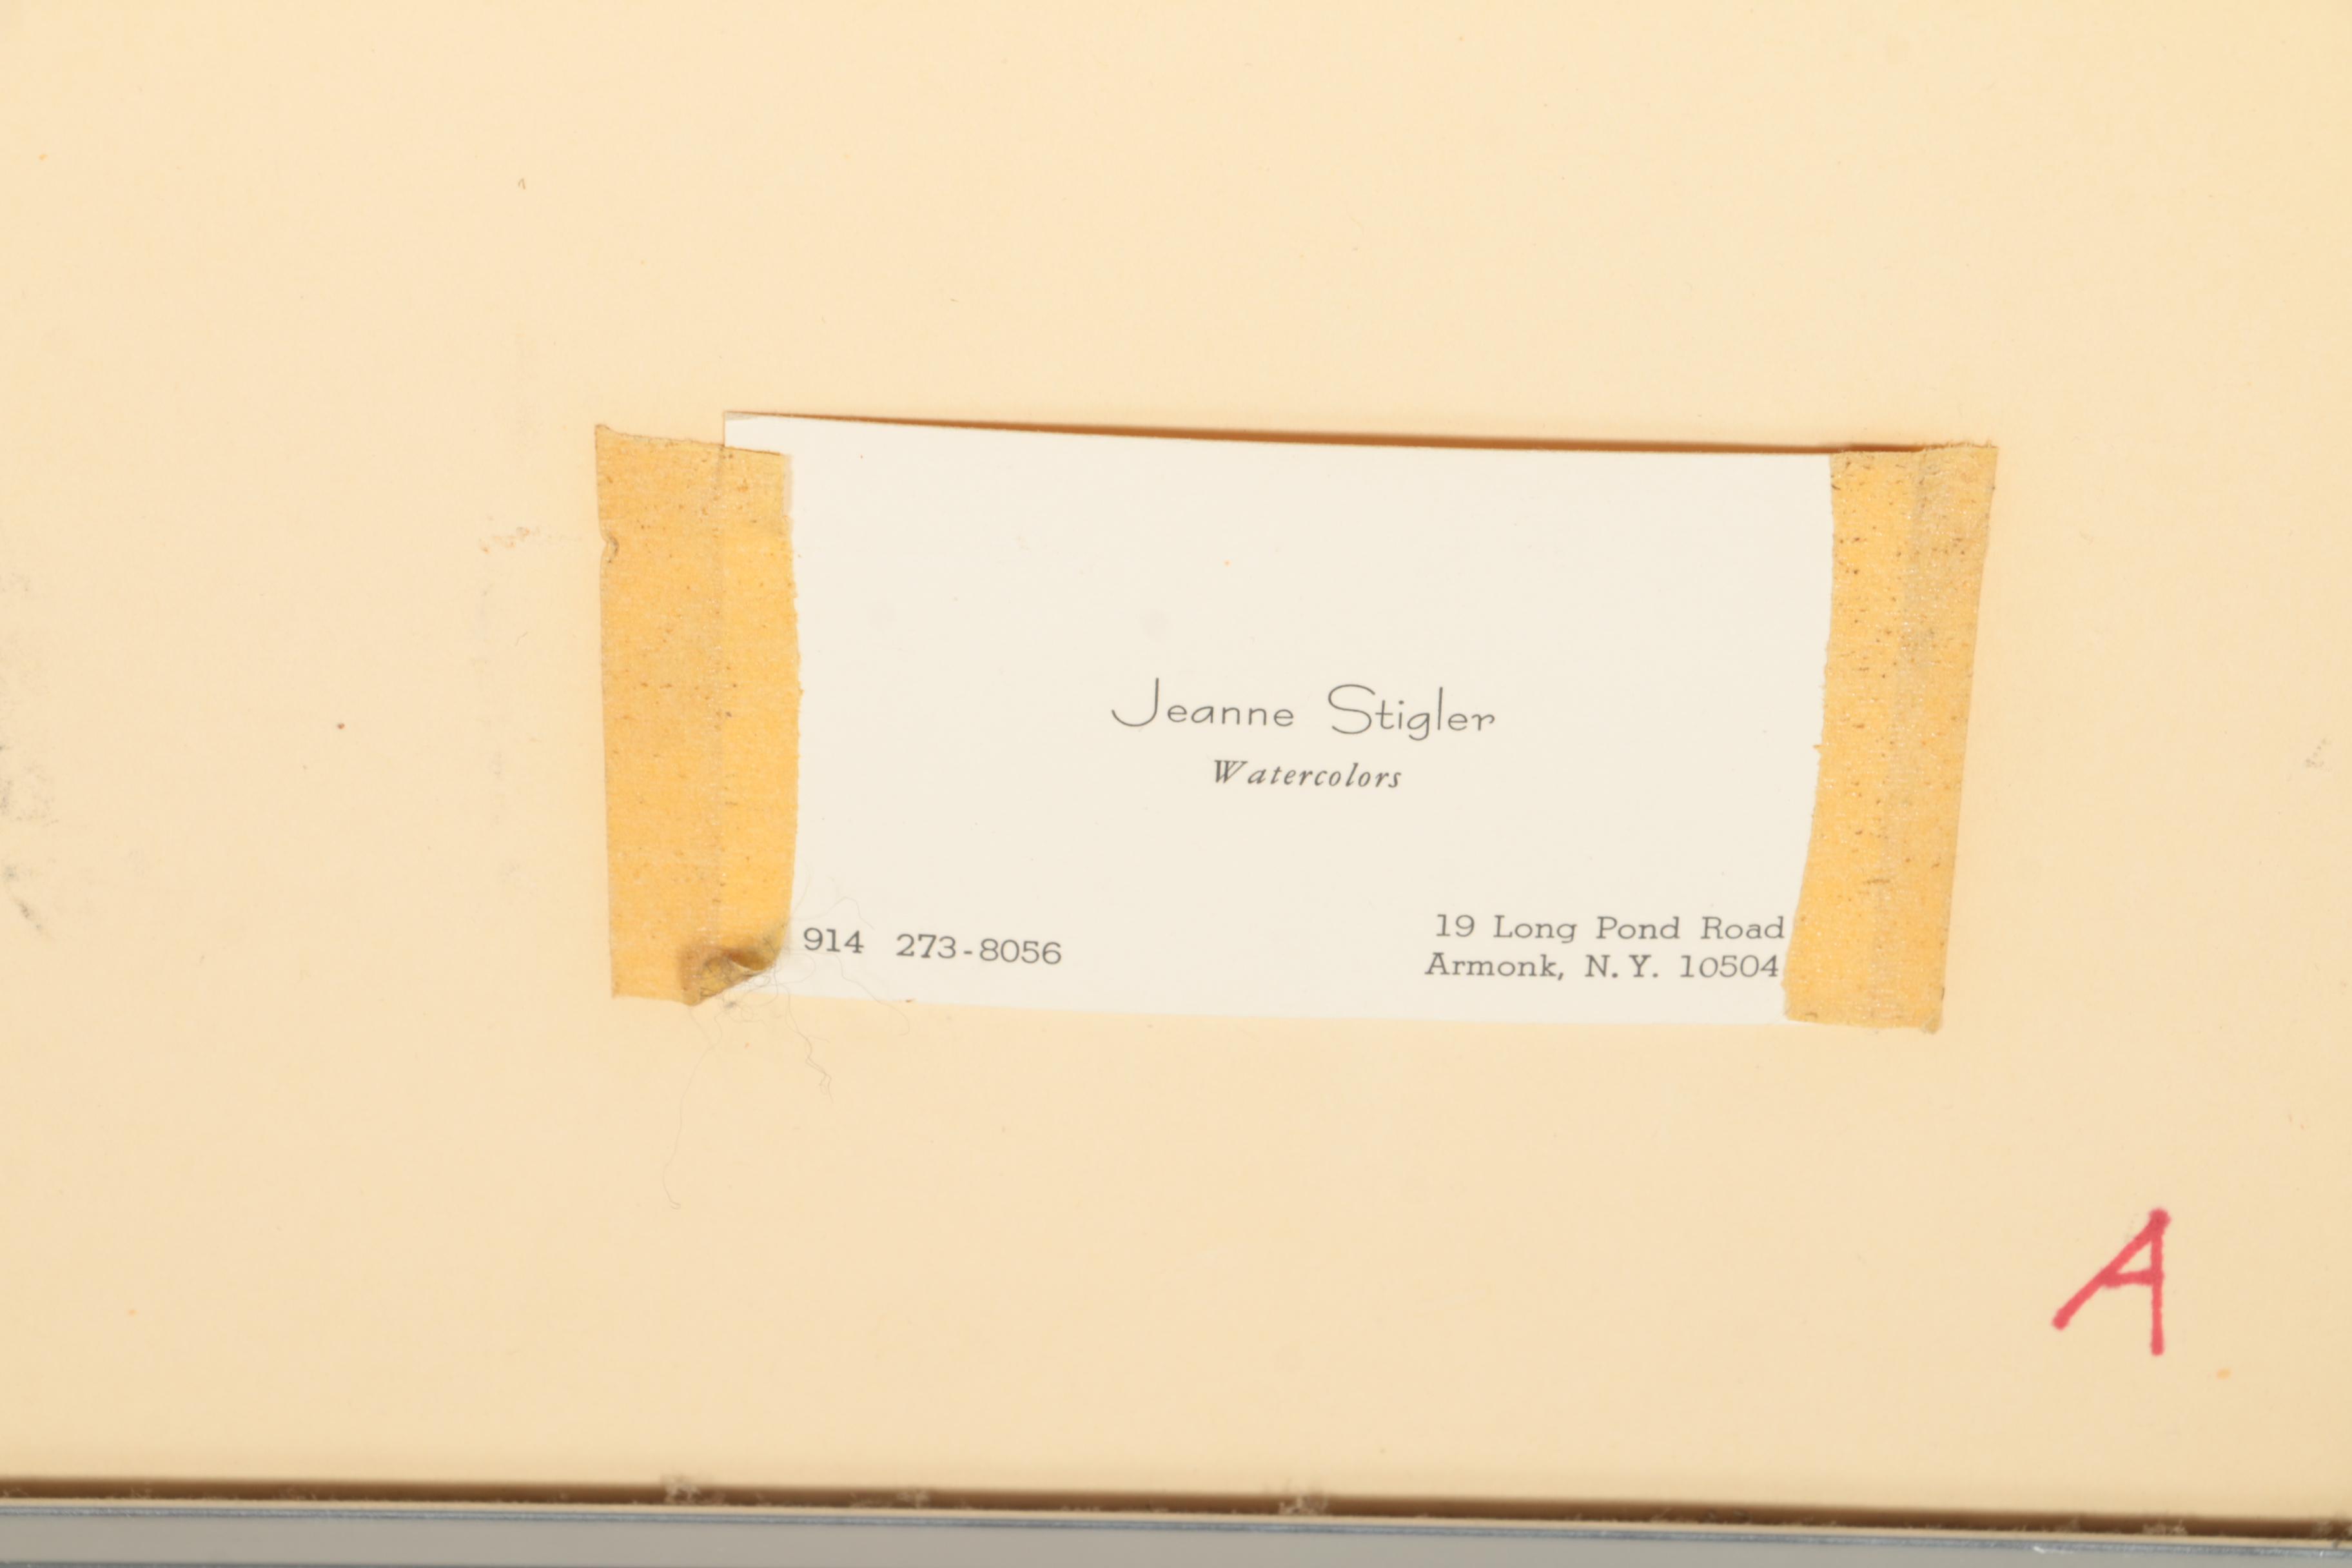 Jeanne Stigler
Watercolors
914 273-8056
19 Long Pond Road
Armonk, N.Y. 10504
A